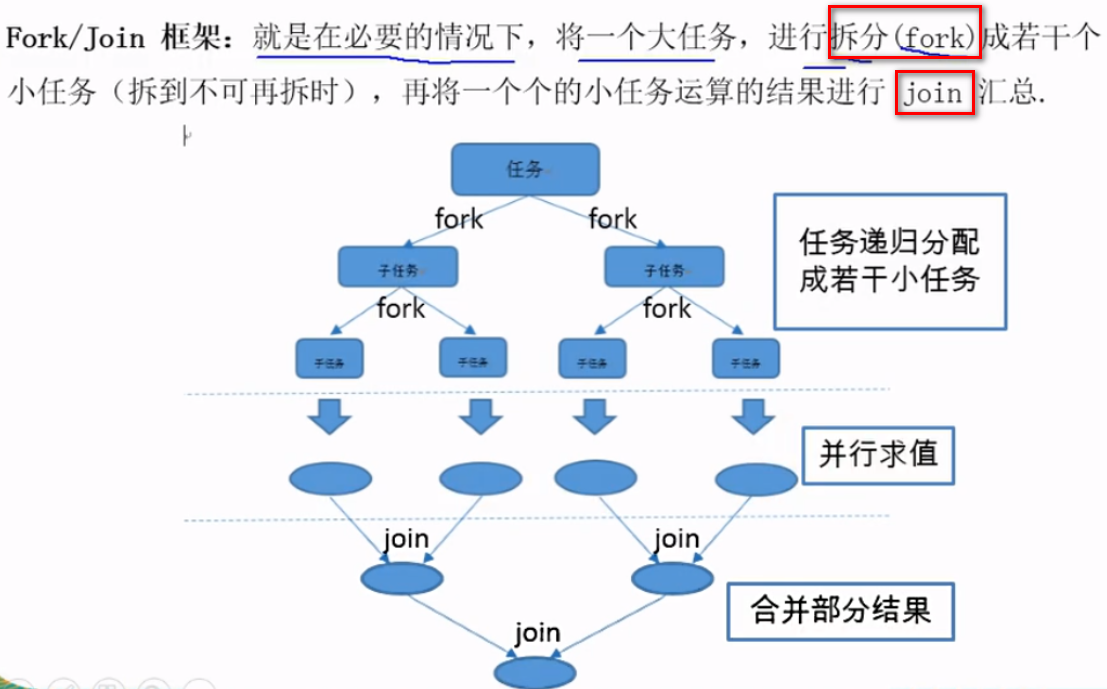 Fork/Join 框架：就是在必要的情况下，将一个大任务，进行拆分(fork)成若干个
小任务（拆到不可再拆时），再将一个个的小任务运算的结果进行 join 汇总.
任务
fork fork
子任务 子任务
任务递归分配
成若干小任务
fork fork
子任务 子任务 子任务 子任务
并行求值
join join
合并部分结果
join